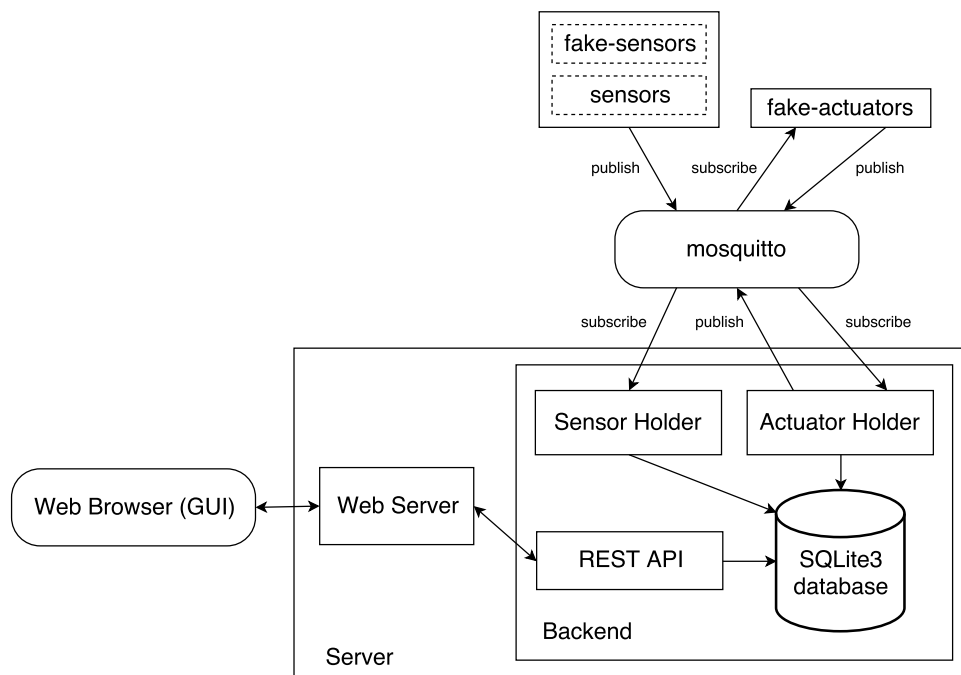 fake-sensors
sensors
fake-actuators
publish
subscribe
publish
mosquitto
subscribe
publish
subscribe
Sensor Holder
Actuator Holder
Web Browser (GUI)
Web Server
REST API
SQLite3
database
Backend
Server